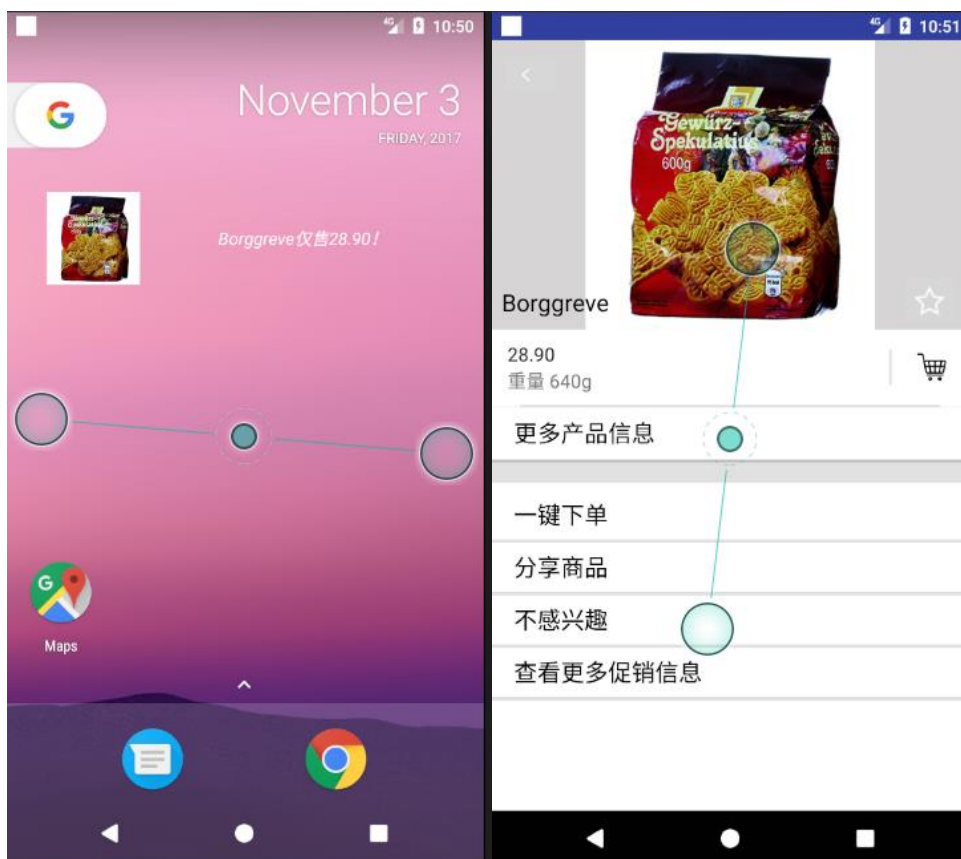 4G 10:50
G
November 3
FRIDAY, 2017
Borggreve仅售28.90!
G
Maps
4G 10:51
Gewürz-
Spekulatius
600g
Borggreve
28.90
重量 640g
更多产品信息
一键下单
分享商品
不感兴趣
查看更多促销信息